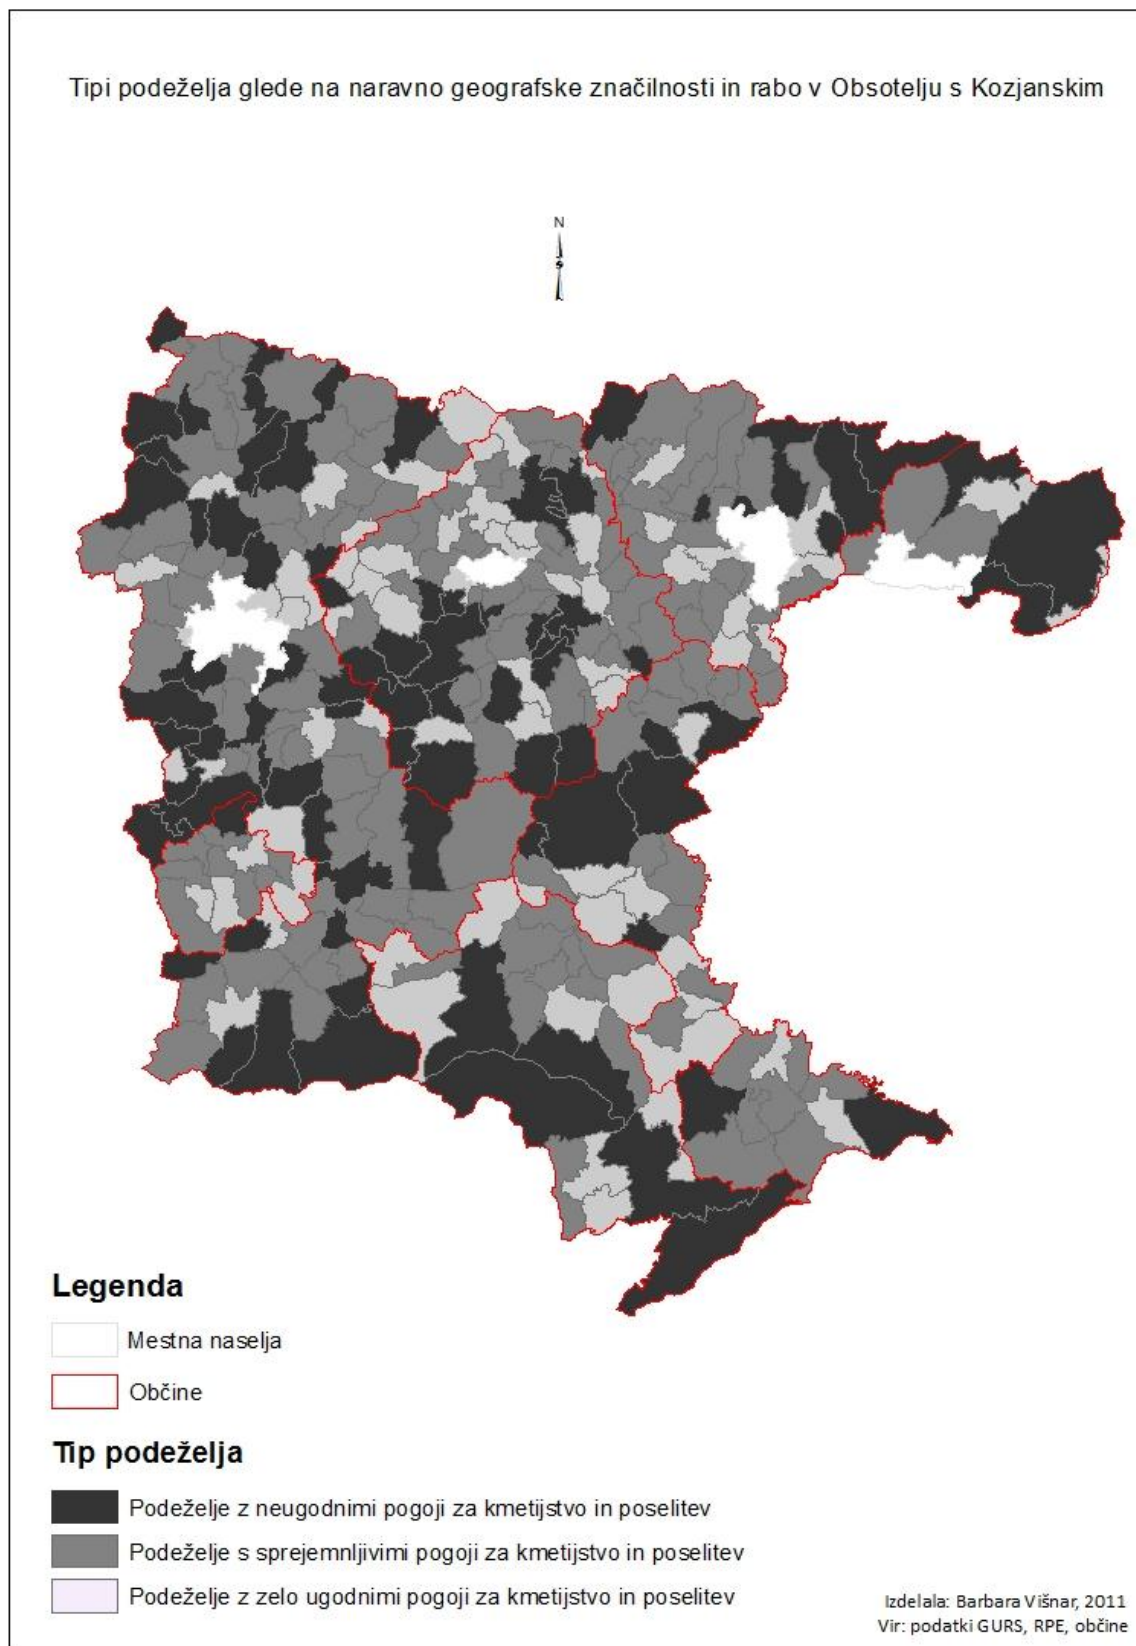 Tipi podeželja glede na naravno geografske značilnosti in rabo v Obsotelju s Kozjanskim
N
Legenda
Mestna naselja
Občine
Tip podeželja
Podeželje z neugodnimi pogoji za kmetijstvo in poselitev
Podeželje s sprejemnljivimi pogoji za kmetijstvo in poselitev
Podeželje z zelo ugodnimi pogoji za kmetijstvo in poselitev
Izdelala: Barbara Višnar, 2011
Vir: podatki GURS, RPE, občine